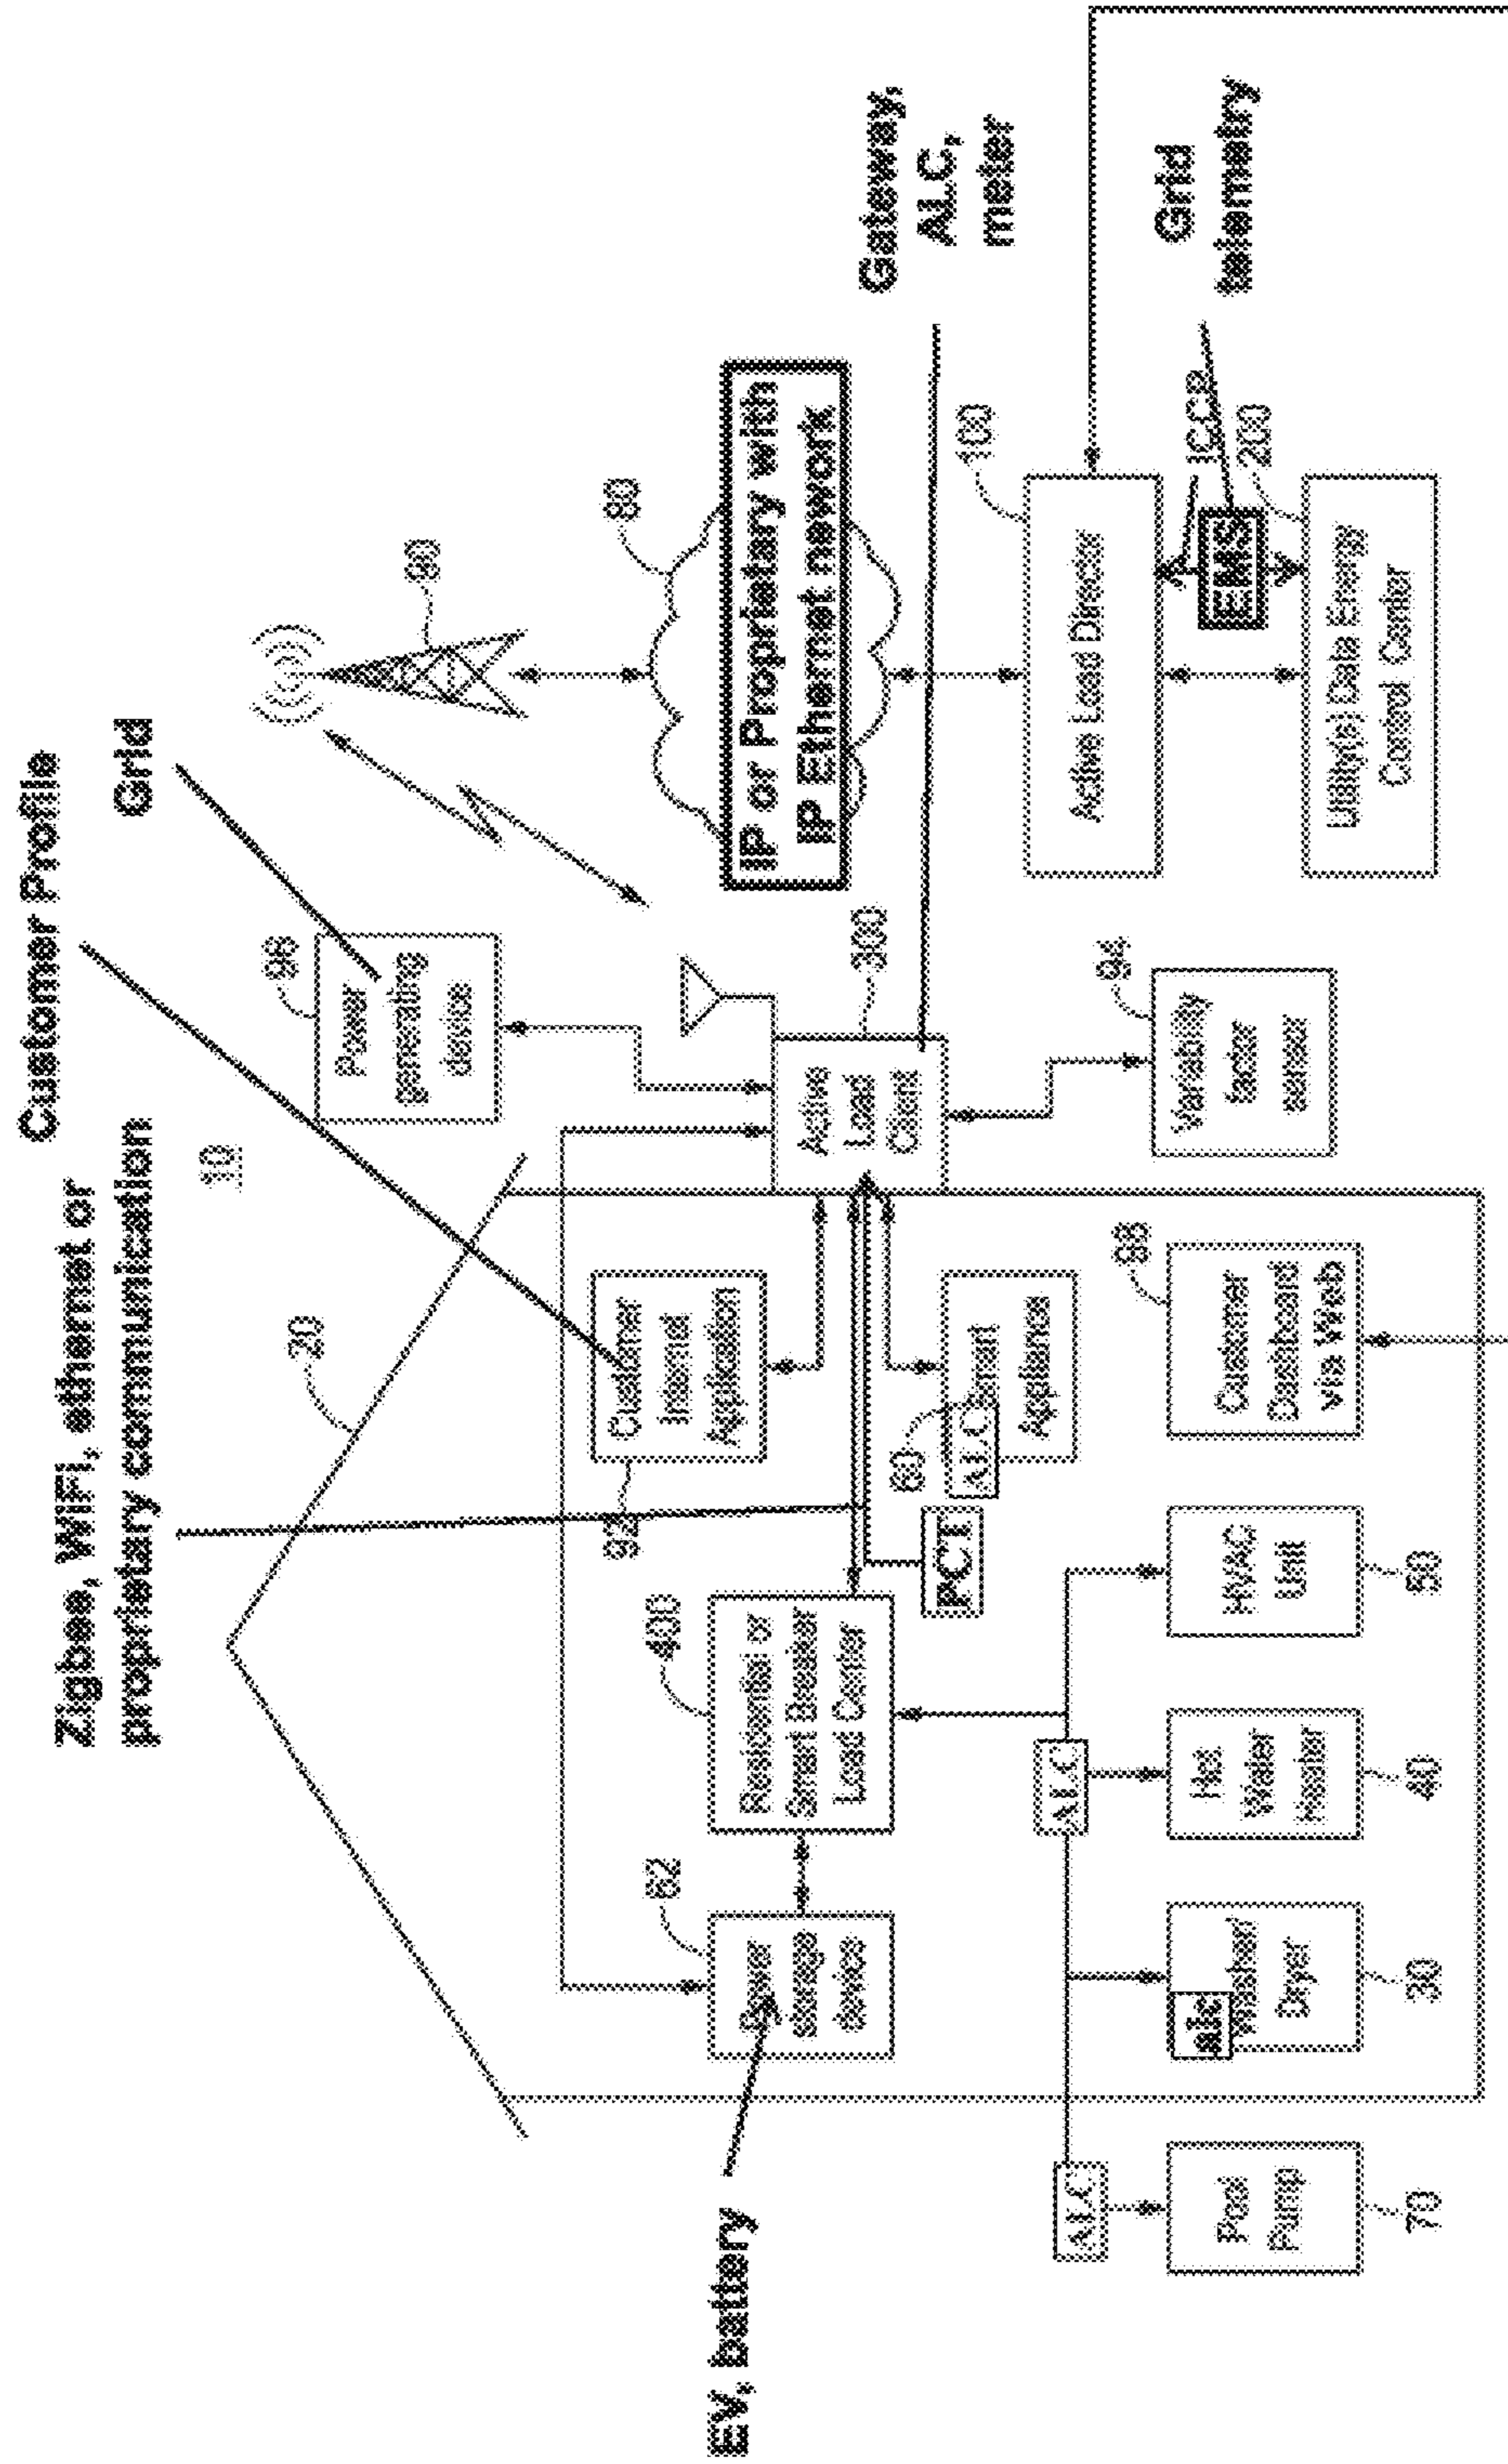 Customer Profile
Grid
Zigbee, WiFi, ethernet or
proprietary communication
10
20
90
80
IP or Proprietary with
IP Ethernet nework
Gateway,
ALC,
meter
100
Active Load Director
ICCP
Grid
telemetry
EMS
200
Utility(s) Data Energy
Control Center
96
Power
generating
device
300
Active
Load
Client
94
Variability
factor
sensor
92
Customer
Internet
Application
60
ALC
Smart
Appliance
98
Customer
Dashboard
via Web
PCT
400
Residential or
Smart Breaker
Load Center
62
Power
storage
device
EV, battery
ALC
HVAC
Unit
50
Hot
Water
Heater
40
alc
Washer/
Dryer
30
ALC
Pool
Pump
70